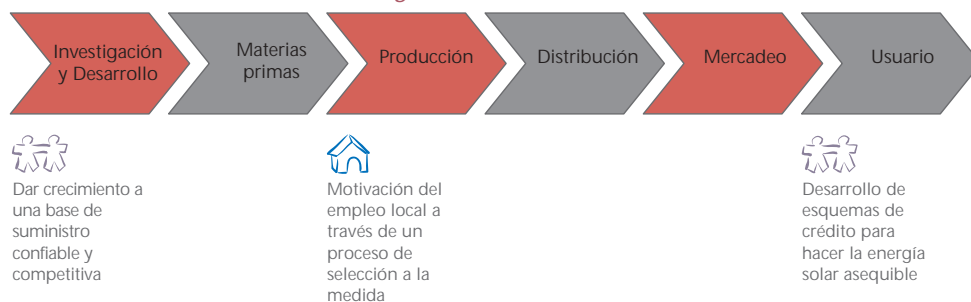 Investigación
y Desarrollo
Materias
primas
Producción
Distribución
Mercadeo
Usuario
Dar crecimiento a
una base de
suministro
confiable y
competitiva
Motivación del
empleo local a
través de un
proceso de
selección a la
medida
Desarrollo de
esquemas de
crédito para
hacer la energía
solar asequible